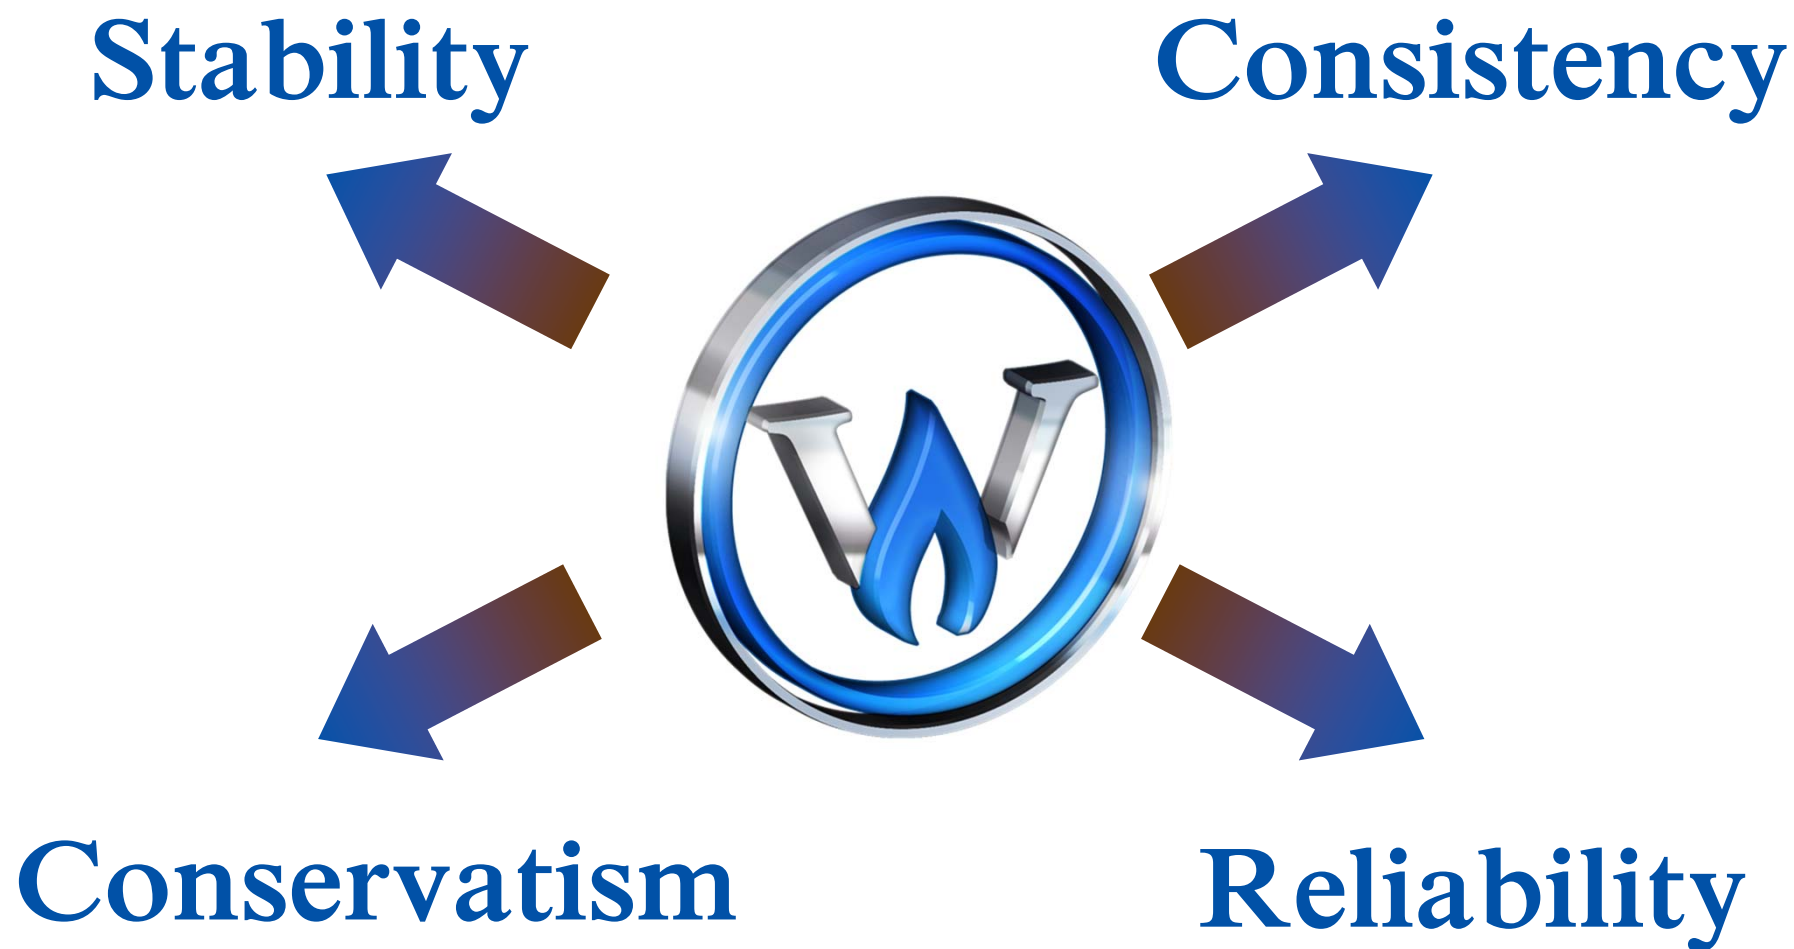 Stability
Consistency
W
Conservatism
Reliability